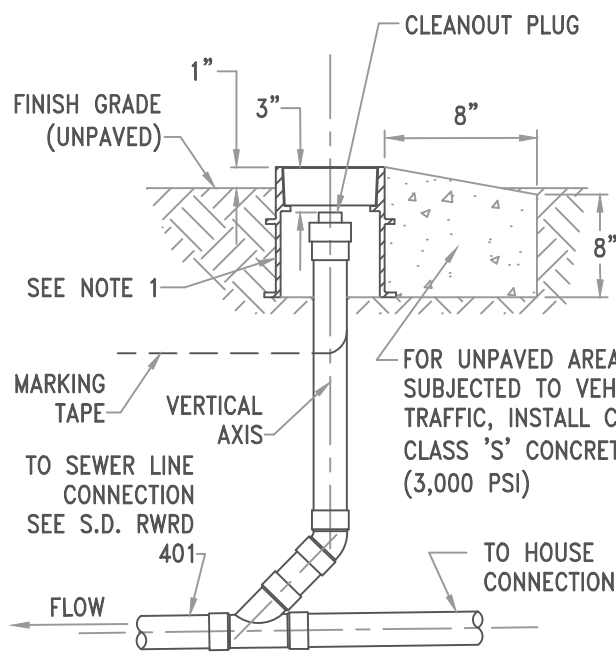 CLEANOUT PLUG
1"
3"
8"
FINISH GRADE
(UNPAVED)
8"
SEE NOTE 1
FOR UNPAVED AREA
SUBJECTED TO VEH
TRAFFIC, INSTALL C
CLASS 'S' CONCRET
(3,000 PSI)
MARKING
TAPE
VERTICAL
AXIS
TO SEWER LINE
CONNECTION
SEE S.D. RWRD
401
TO HOUSE
CONNECTION
FLOW